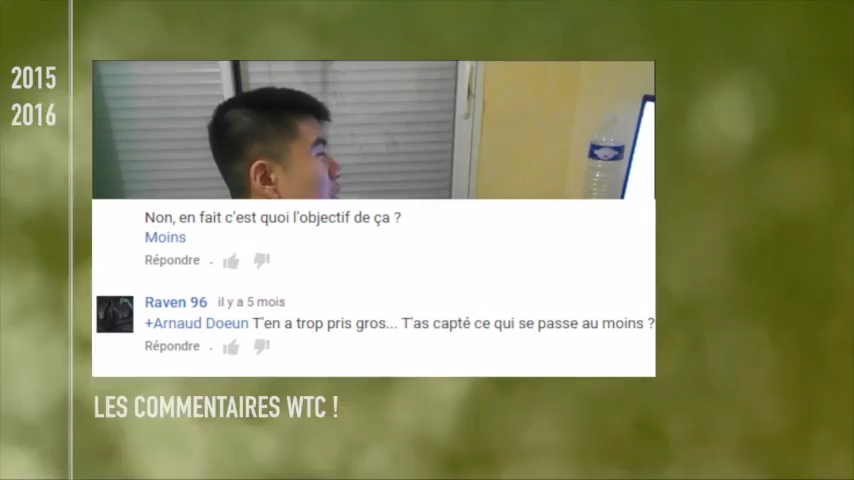 2015
2016
Non, en fait c'est quoi l'objectif de ça ?
Moins
Répondre .
Raven 96 il y a 5 mois
+Arnaud Doeun T'en a trop pris gros... T'as capté ce qui se passe au moins ?
Répondre .
LES COMMENTAIRES WTC !